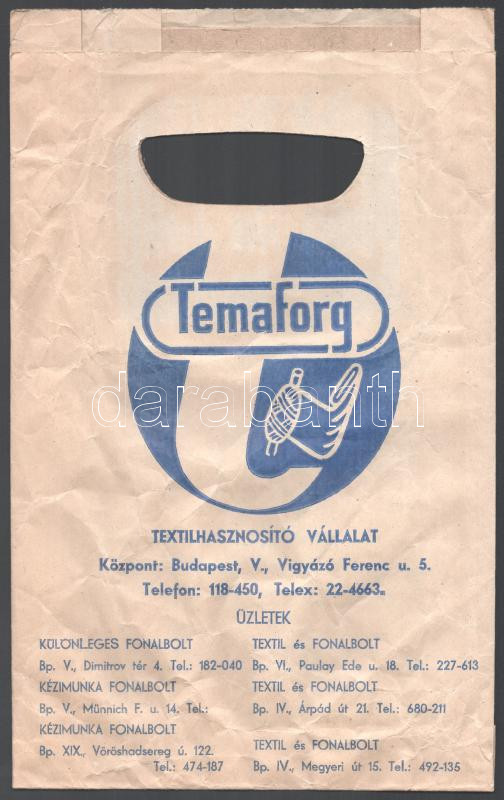 Temaforg
darabanth
TEXTILHASZNOSÍTÓ VÁLLALAT
Központ: Budapest, V., Vigyázó Ferenc u. 5.
Telefon: 118-450, Telex: 22-4663.
ÜZLETEK
KÜLÖNLEGES FONALBOLT
Bp. V., Dimitrov tér 4. Tel.: 182-040
KÉZIMUNKA FONALBOLT
Bp. V., Münnich F. u. 14. Tel.:
KÉZIMUNKA FONALBOLT
Bp. XIX., Vöröshadsereg ú. 122.
Tel.: 474-187
TEXTIL és FONALBOLT
Bp. VI., Paulay Ede u. 18. Tel.: 227-613
TEXTIL és FONALBOLT
Bp. IV., Árpád út 21. Tel.: 680-211
TEXTIL és FONALBOLT
Bp. IV., Megyeri út 15. Tel.: 492-135